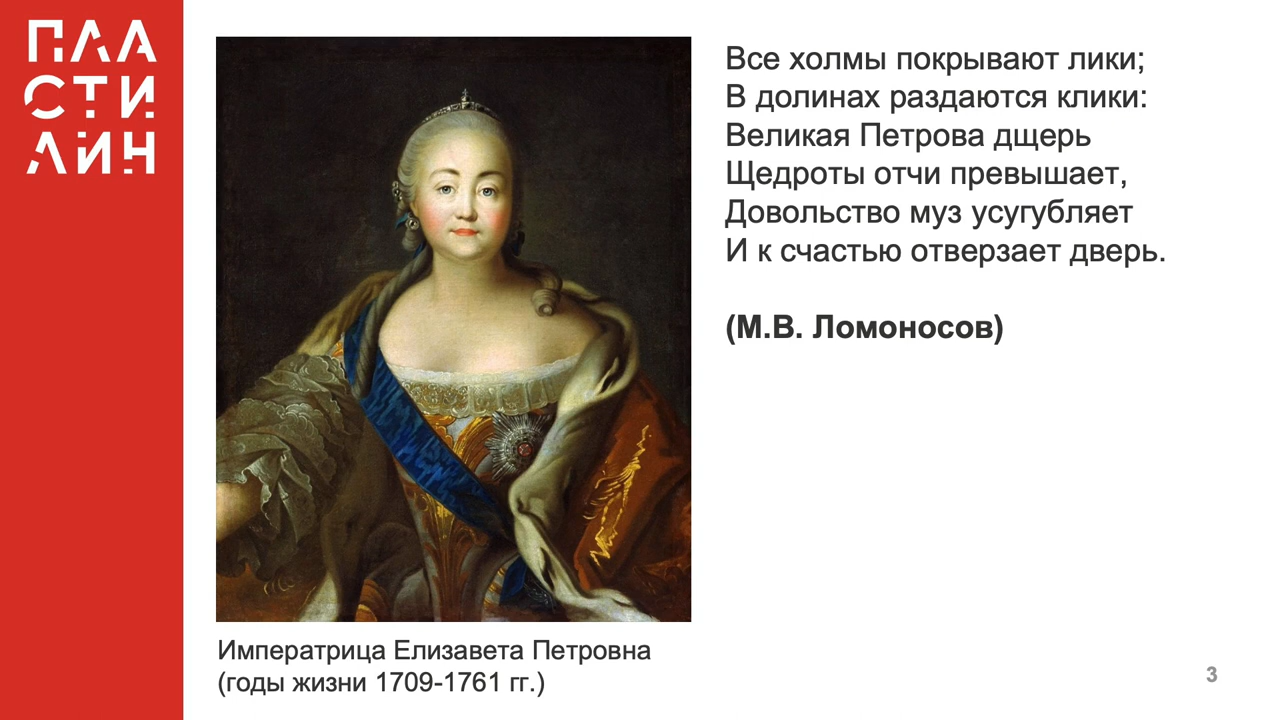 ПЛА
СТИ
ЛИН
Все холмы покрывают лики;
В долинах раздаются клики:
Великая Петрова дщерь
Щедроты отчи превышает,
Довольство муз усугубляет
И к счастью отверзает дверь.
(М.В. Ломоносов)
Императрица Елизавета Петровна
(годы жизни 1709-1761 гг.)
3